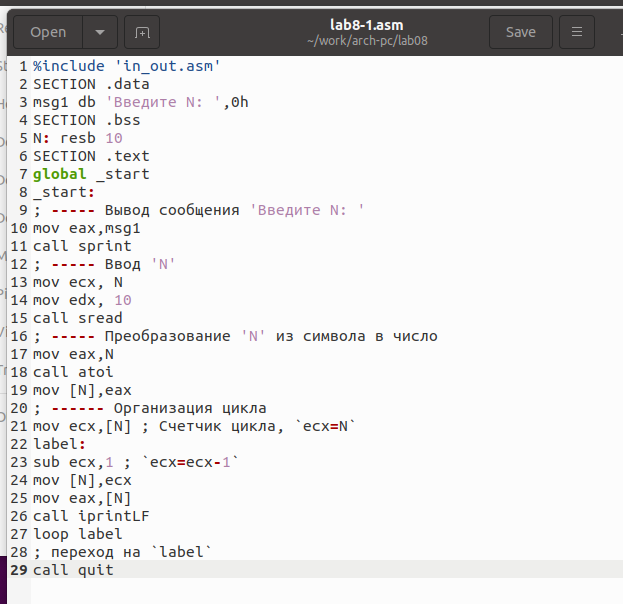 lab8-1.asm
Open
~/work/arch-pc/lab08
Save
1 %include 'in_out.asm'
2 SECTION .data
3 msg1 db 'Введите N: ',0h
4 SECTION .bss
5 N: resb 10
6 SECTION .text
7 global _start
8 _start:
9 ; ----- Вывод сообщения 'Введите N: '
10 mov eax,msg1
11 call sprint
12 ; ----- Ввод 'N'
13 mov ecx, N
14 mov edx, 10
15 call sread
16 ; ----- Преобразование 'N' из символа в число
17 mov eax,N
18 call atoi
19 mov [N],eax
20 ; ------ Организация цикла
21 mov ecx,[N] ; Счетчик цикла, `ecx=N`
22 label:
23 sub ecx,1 ; `ecx=ecx-1`
24 mov [N],ecx
25 mov eax,[N]
26 call iprintLF
27 loop label
28 ; переход на `label`
29 call quit